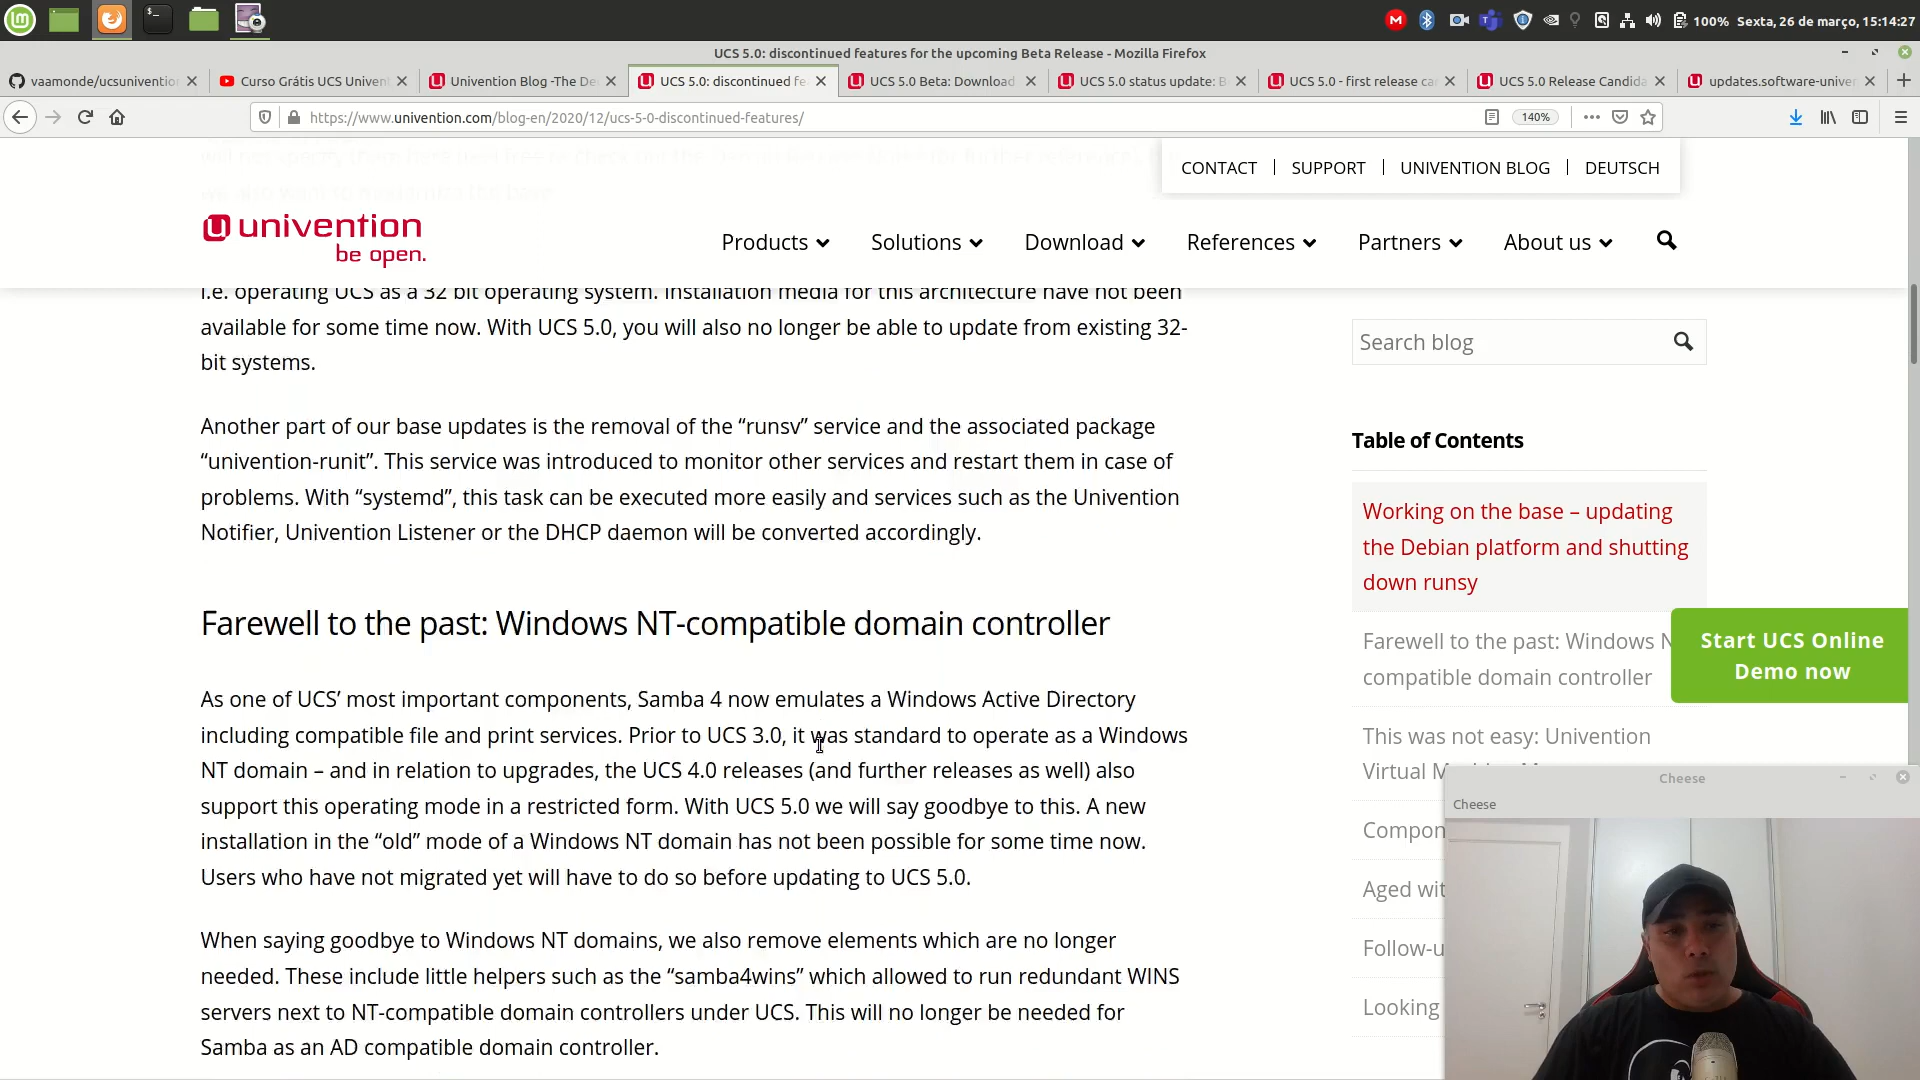 100% Sexta, 26 de março, 15:14:27
UCS 5.0: discontinued features for the upcoming Beta Release - Mozilla Firefox
vaamonde/ucsunivention
Curso Grátis UCS Univen
Univention Blog -The De
UCS 5.0: discontinued fe
UCS 5.0 Beta: Download
UCS 5.0 status update: B
UCS 5.0 - first release ca
UCS 5.0 Release Candida
updates.software-univer
https://www.univention.com/blog-en/2020/12/ucs-5-0-discontinued-features/
140%
CONTACT | SUPPORT | UNIVENTION BLOG | DEUTSCH
univention
be open.
Products Solutions Download References Partners About us
i.e. operating UCS as a 32 bit operating system. Installation media for this architecture have not been
available for some time now. With UCS 5.0, you will also no longer be able to update from existing 32-
bit systems.
Another part of our base updates is the removal of the “runsv” service and the associated package
“univention-runit”. This service was introduced to monitor other services and restart them in case of
problems. With “systemd”, this task can be executed more easily and services such as the Univention
Notifier, Univention Listener or the DHCP daemon will be converted accordingly.
Farewell to the past: Windows NT-compatible domain controller
As one of UCS’ most important components, Samba 4 now emulates a Windows Active Directory
including compatible file and print services. Prior to UCS 3.0, it was standard to operate as a Windows
NT domain – and in relation to upgrades, the UCS 4.0 releases (and further releases as well) also
support this operating mode in a restricted form. With UCS 5.0 we will say goodbye to this. A new
installation in the “old” mode of a Windows NT domain has not been possible for some time now.
Users who have not migrated yet will have to do so before updating to UCS 5.0.
When saying goodbye to Windows NT domains, we also remove elements which are no longer
needed. These include little helpers such as the “samba4wins” which allowed to run redundant WINS
servers next to NT-compatible domain controllers under UCS. This will no longer be needed for
Samba as an AD compatible domain controller.
Search blog
Table of Contents
Working on the base – updating
the Debian platform and shutting
down runsy
Farewell to the past: Windows N
compatible domain controller
This was not easy: Univention
Virtual
Compon
Aged wit
Follow-u
Looking
Start UCS Online
Demo now
Cheese
Cheese